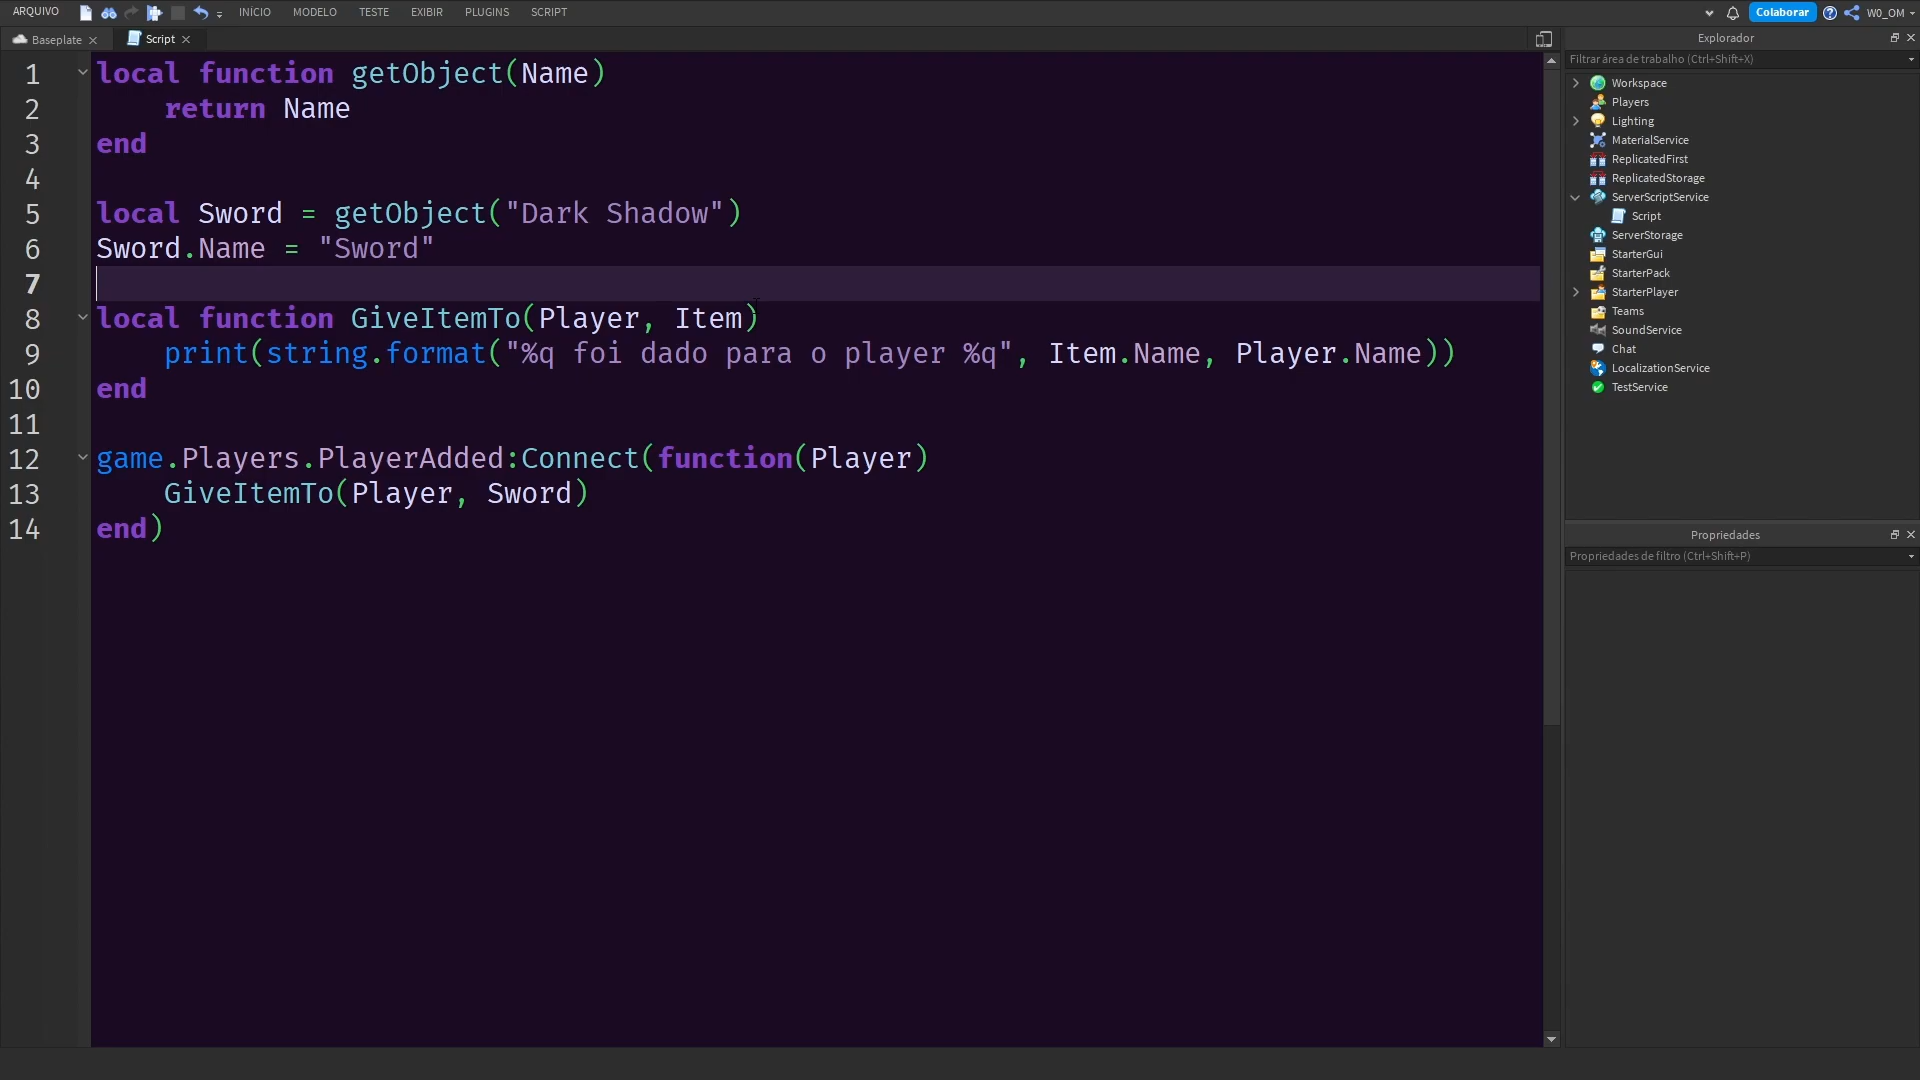 ARQUIVO INÍCIO MODELO TESTE EXIBIR PLUGINS SCRIPT Colaborar W0_OM
Baseplate Script
1 local function getObject(Name)
2 return Name
3 end
4
5 local Sword = getObject("Dark Shadow")
6 Sword.Name = "Sword"
7
8 local function GiveItemTo(Player, Item)
9 print(string.format("%q foi dado para o player %q", Item.Name, Player.Name))
10 end
11
12 game.Players.PlayerAdded:Connect(function(Player)
13 GiveItemTo(Player, Sword)
14 end)
Explorador
Filtrar área de trabalho (Ctrl+Shift+X)
Workspace
Players
Lighting
MaterialService
ReplicatedFirst
ReplicatedStorage
ServerScriptService
Script
ServerStorage
StarterGui
StarterPack
StarterPlayer
Teams
SoundService
Chat
LocalizationService
TestService
Propriedades
Propriedades de filtro (Ctrl+Shift+P)